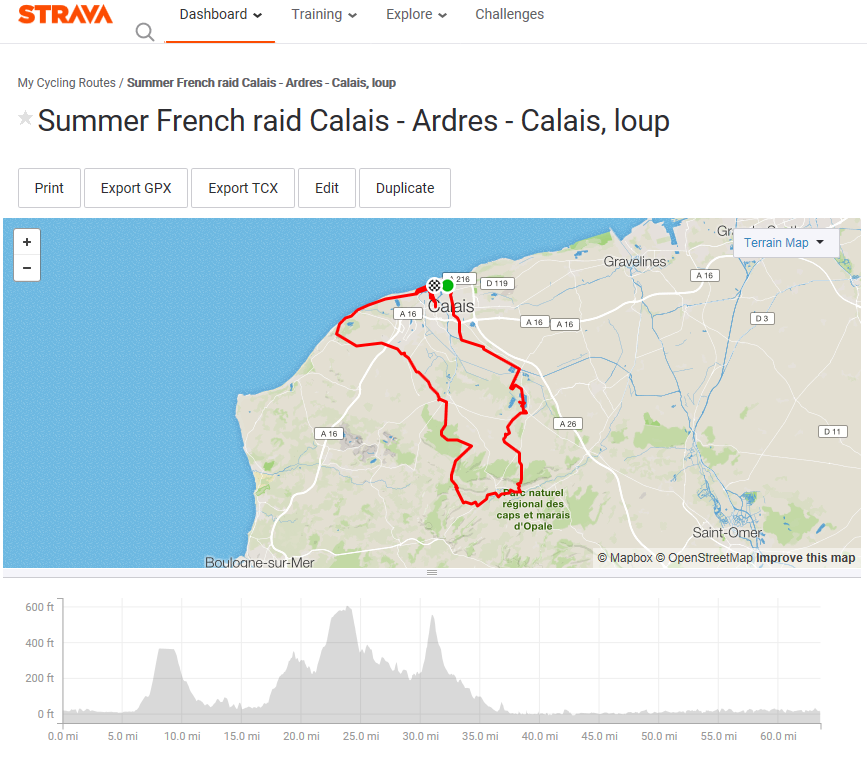 STRAVA
Dashboard Training Explore Challenges
My Cycling Routes / Summer French raid Calais - Ardres - Calais, loup
Summer French raid Calais - Ardres - Calais, loup
Print Export GPX Export TCX Edit Duplicate
+
−
Terrain Map
Gravelines
A 16
216
D 119
Calais
A 16
A 16
A 16
D 3
A 16
A 26
D 11
Parc naturel
régional des
caps et marais
d'Opale
Saint-Omer
Boulogne-sur-Mer
© Mapbox © OpenStreetMap Improve this map
600 ft
400 ft
200 ft
0 ft
0.0 mi 5.0 mi 10.0 mi 15.0 mi 20.0 mi 25.0 mi 30.0 mi 35.0 mi 40.0 mi 45.0 mi 50.0 mi 55.0 mi 60.0 mi